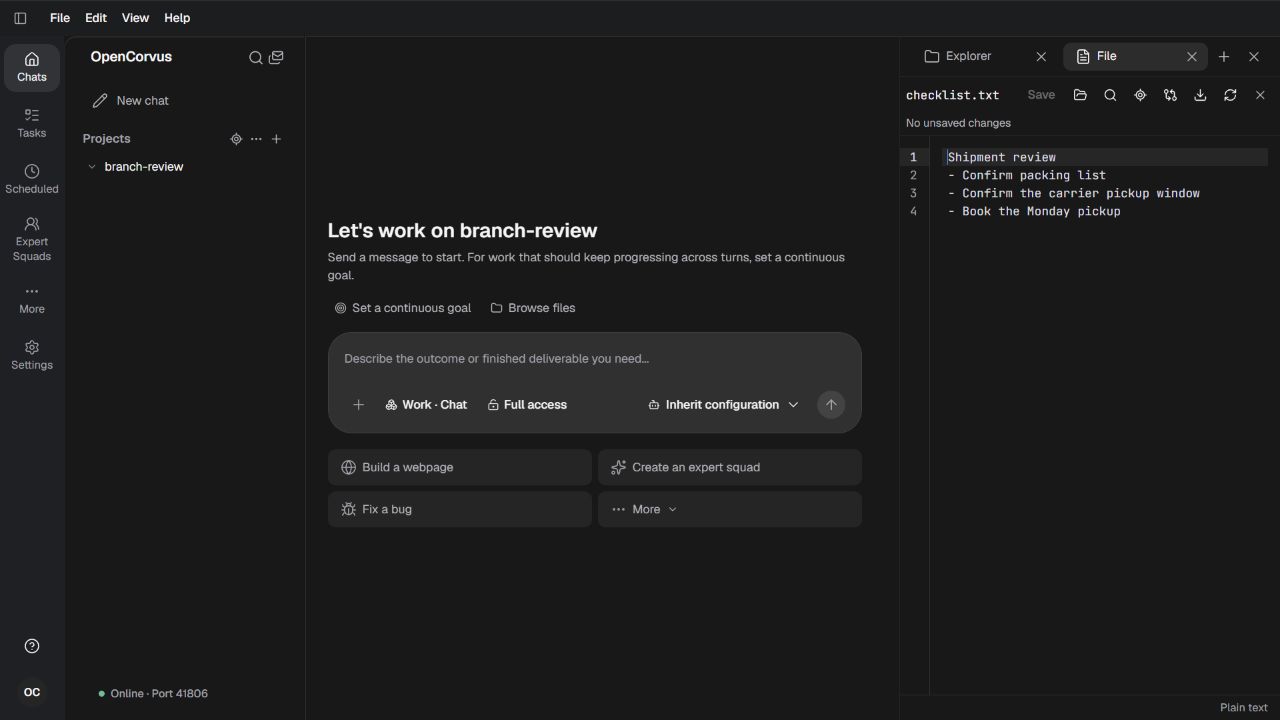 File Edit View Help
Chats
Tasks
Scheduled
Expert
Squads
More
Settings
OC
OpenCorvus
New chat
Projects
branch-review
Online · Port 41806
Let's work on branch-review
Send a message to start. For work that should keep progressing across turns, set a continuous
goal.
Set a continuous goal Browse files
Describe the outcome or finished deliverable you need...
Work · Chat Full access Inherit configuration
Build a webpage Create an expert squad
Fix a bug More
Explorer File
checklist.txt Save
No unsaved changes
1 Shipment review
2 - Confirm packing list
3 - Confirm the carrier pickup window
4 - Book the Monday pickup
Plain text